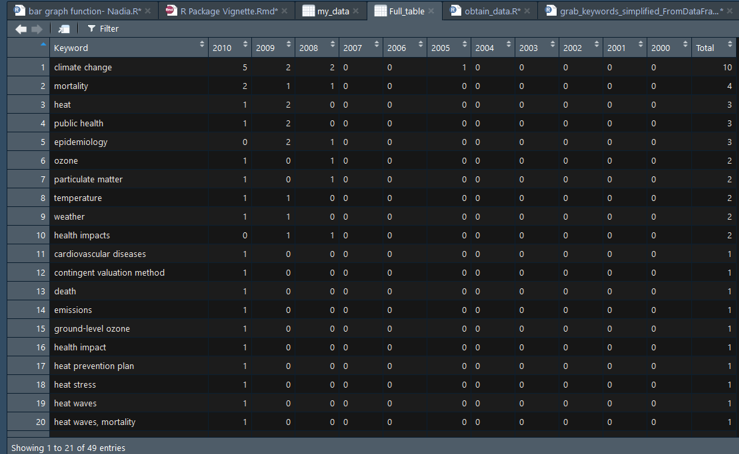 bar graph function- Nadia.R* R Package Vignette.Rmd* my_data Full_table obtain_data.R* grab_keywords_simplified_FromDataFra...*
Filter
Keyword 2010 2009 2008 2007 2006 2005 2004 2003 2002 2001 2000 Total
1 climate change 5 2 2 0 0 1 0 0 0 0 0 10
2 mortality 2 1 1 0 0 0 0 0 0 0 0 4
3 heat 1 2 0 0 0 0 0 0 0 0 0 3
4 public health 1 2 0 0 0 0 0 0 0 0 0 3
5 epidemiology 0 2 1 0 0 0 0 0 0 0 0 3
6 ozone 1 0 1 0 0 0 0 0 0 0 0 2
7 particulate matter 1 0 1 0 0 0 0 0 0 0 0 2
8 temperature 1 1 0 0 0 0 0 0 0 0 0 2
9 weather 1 1 0 0 0 0 0 0 0 0 0 2
10 health impacts 0 1 1 0 0 0 0 0 0 0 0 2
11 cardiovascular diseases 1 0 0 0 0 0 0 0 0 0 0 1
12 contingent valuation method 1 0 0 0 0 0 0 0 0 0 0 1
13 death 1 0 0 0 0 0 0 0 0 0 0 1
14 emissions 1 0 0 0 0 0 0 0 0 0 0 1
15 ground-level ozone 1 0 0 0 0 0 0 0 0 0 0 1
16 health impact 1 0 0 0 0 0 0 0 0 0 0 1
17 heat prevention plan 1 0 0 0 0 0 0 0 0 0 0 1
18 heat stress 1 0 0 0 0 0 0 0 0 0 0 1
19 heat waves 1 0 0 0 0 0 0 0 0 0 0 1
20 heat waves, mortality 1 0 0 0 0 0 0 0 0 0 0 1
Showing 1 to 21 of 49 entries